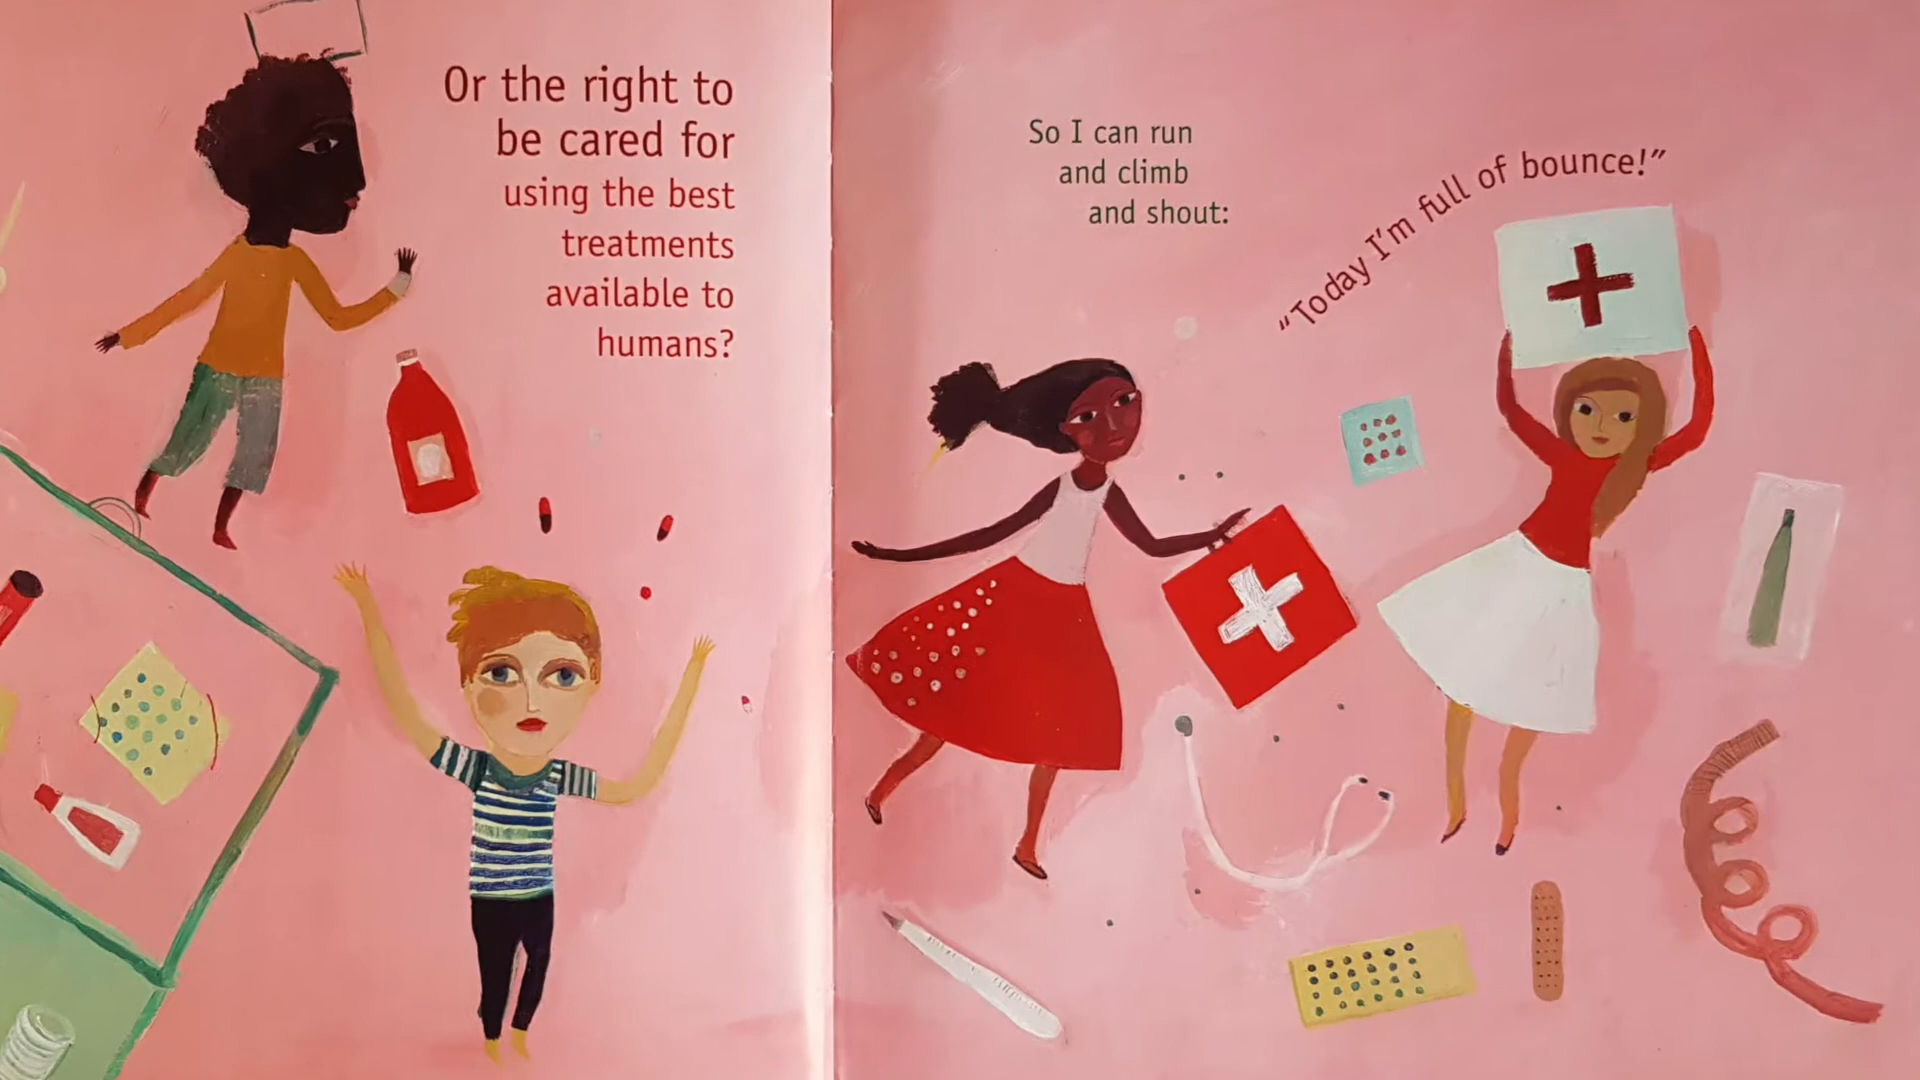 Or the right to
be cared for
using the best
treatments
available to
humans?
So I can run
and climb
and shout:
“Today I’m full of bounce!”